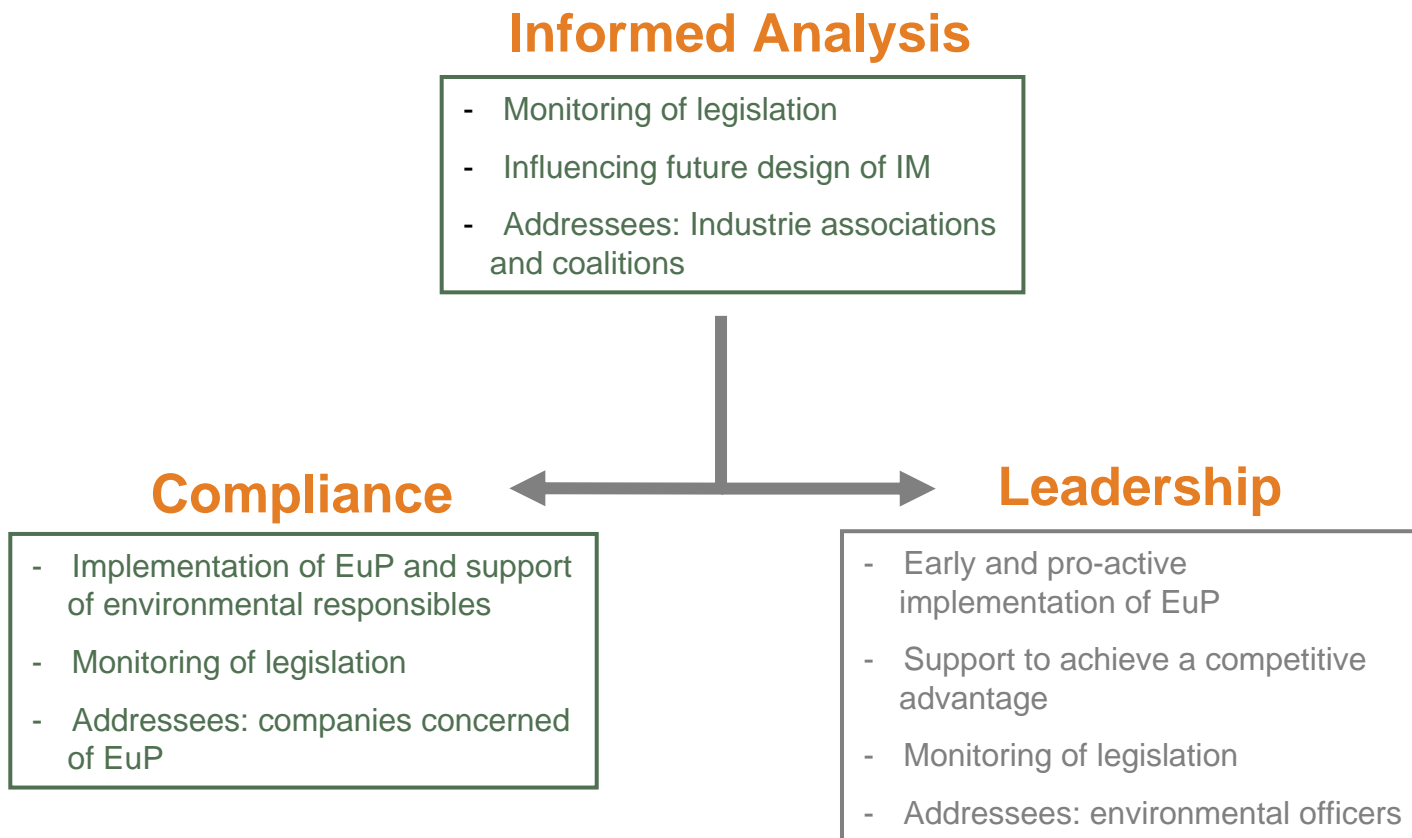 Informed Analysis
- Monitoring of legislation
- Influencing future design of IM
- Addressees: Industrie associations
and coalitions
Compliance
- Implementation of EuP and support
of environmental responsibles
- Monitoring of legislation
- Addressees: companies concerned
of EuP
Leadership
- Early and pro-active
implementation of EuP
- Support to achieve a competitive
advantage
- Monitoring of legislation
- Addressees: environmental officers